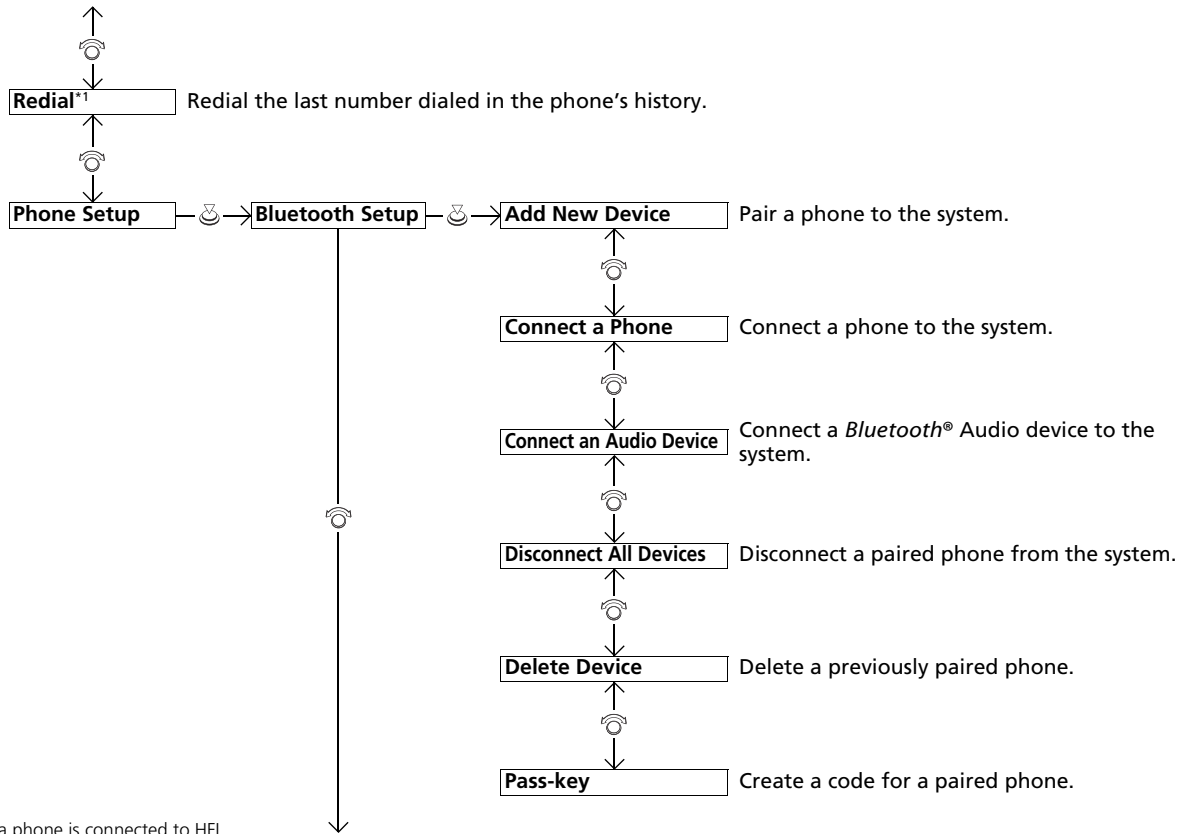 Redial*1 Redial the last number dialed in the phone's history.
Phone Setup Bluetooth Setup Add New Device Pair a phone to the system.
Connect a Phone Connect a phone to the system.
Connect an Audio Device Connect a Bluetooth® Audio device to the
system.
Disconnect All Devices Disconnect a paired phone from the system.
Delete Device Delete a previously paired phone.
Pass-key Create a code for a paired phone.
a phone is connected to HFL